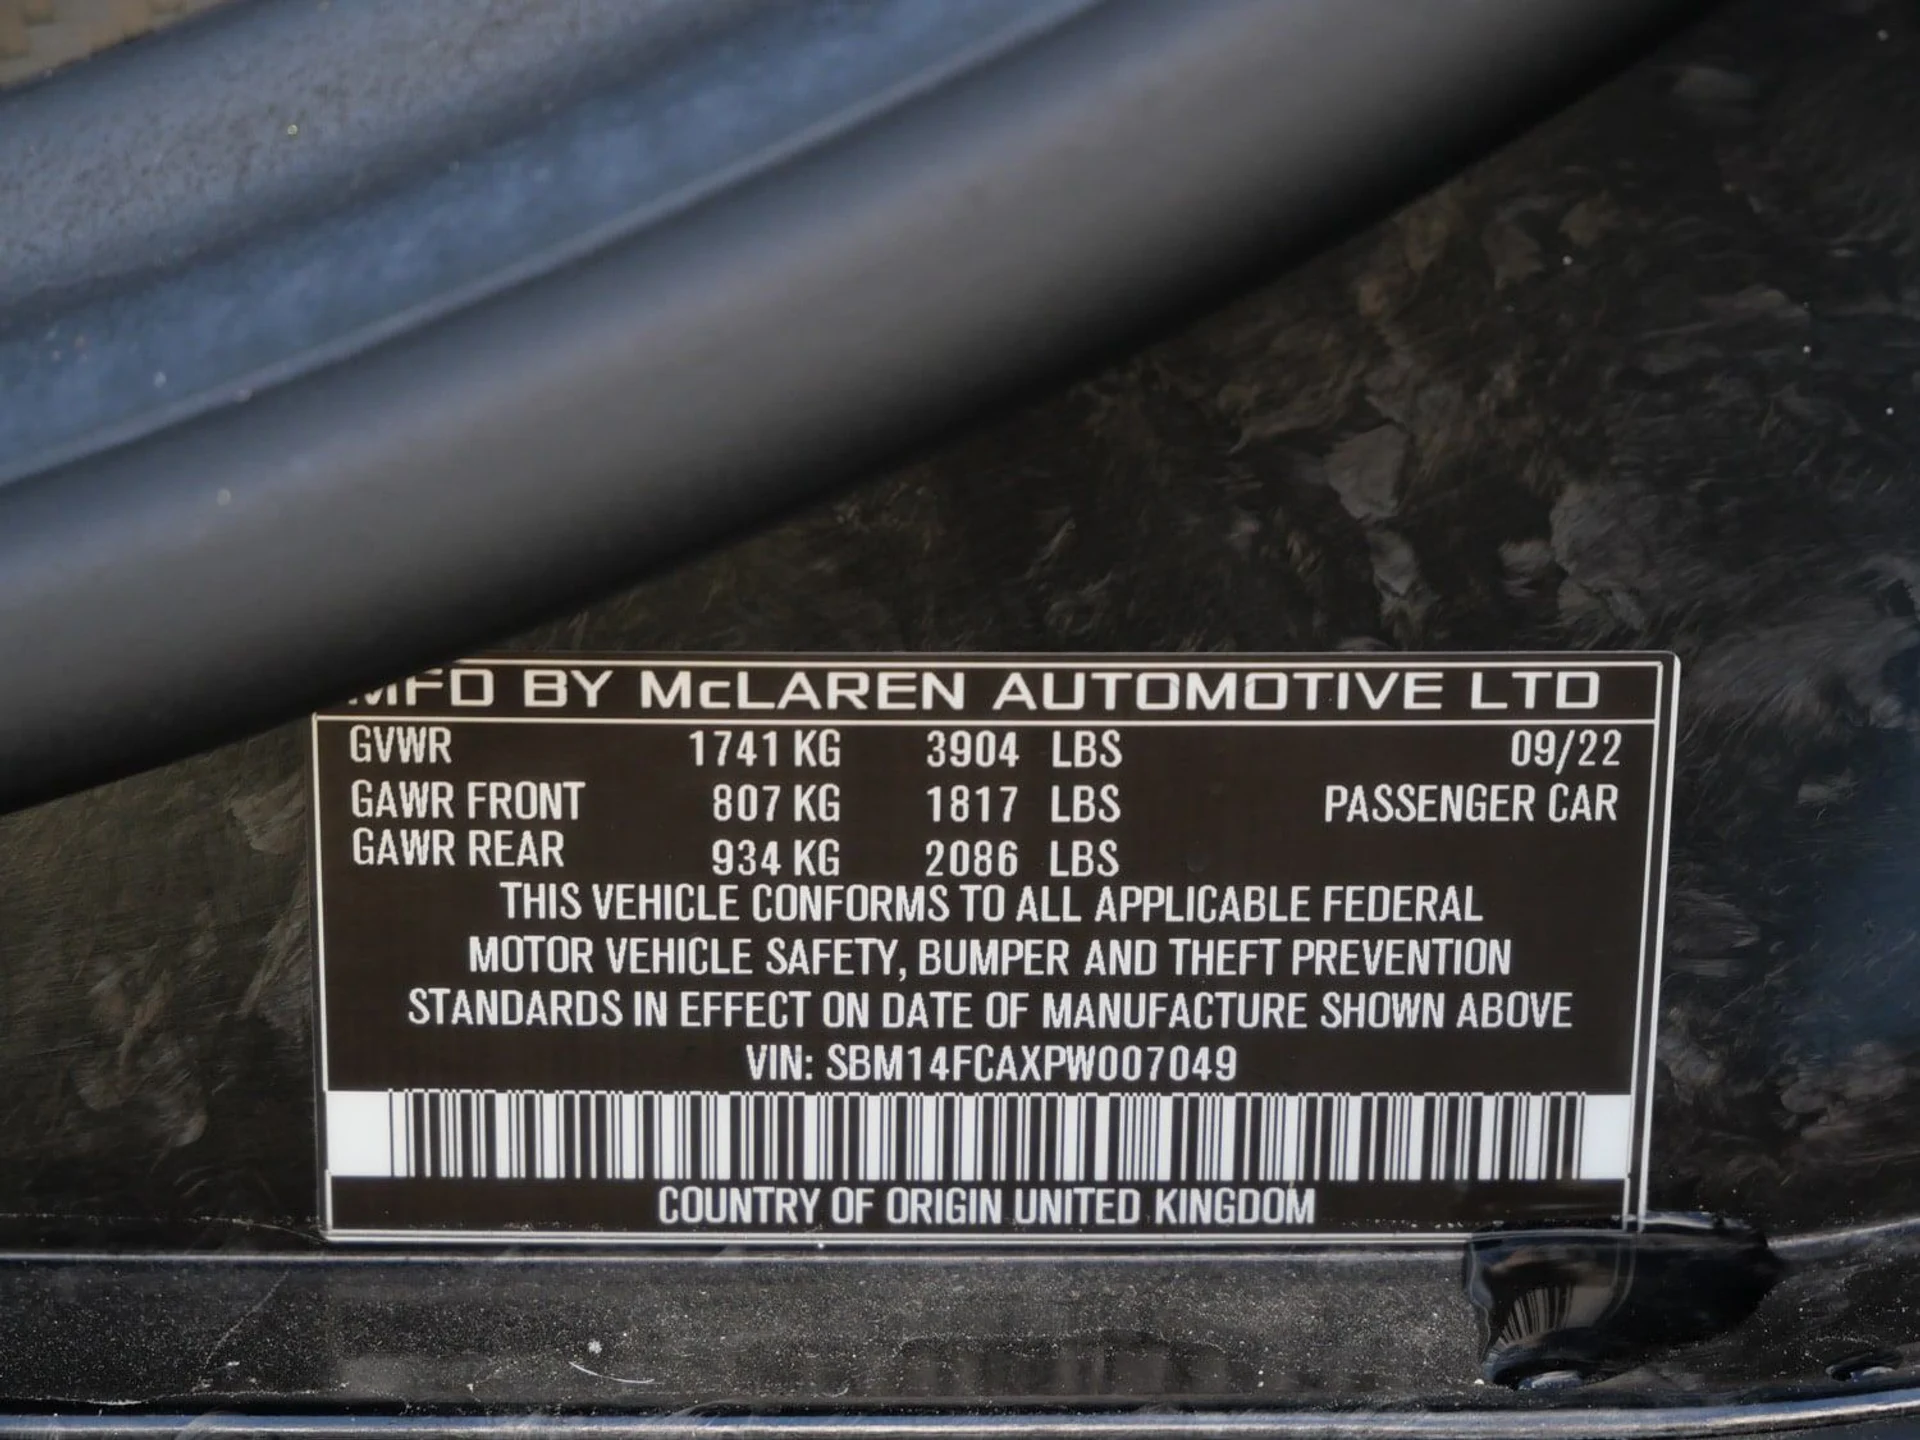 MFD BY McLAREN AUTOMOTIVE LTD
GVWR 1741 KG 3904 LBS 09/22
GAWR FRONT 807 KG 1817 LBS PASSENGER CAR
GAWR REAR 934 KG 2086 LBS
THIS VEHICLE CONFORMS TO ALL APPLICABLE FEDERAL
MOTOR VEHICLE SAFETY, BUMPER AND THEFT PREVENTION
STANDARDS IN EFFECT ON DATE OF MANUFACTURE SHOWN ABOVE
VIN: SBM14FCAXPW007049
COUNTRY OF ORIGIN UNITED KINGDOM